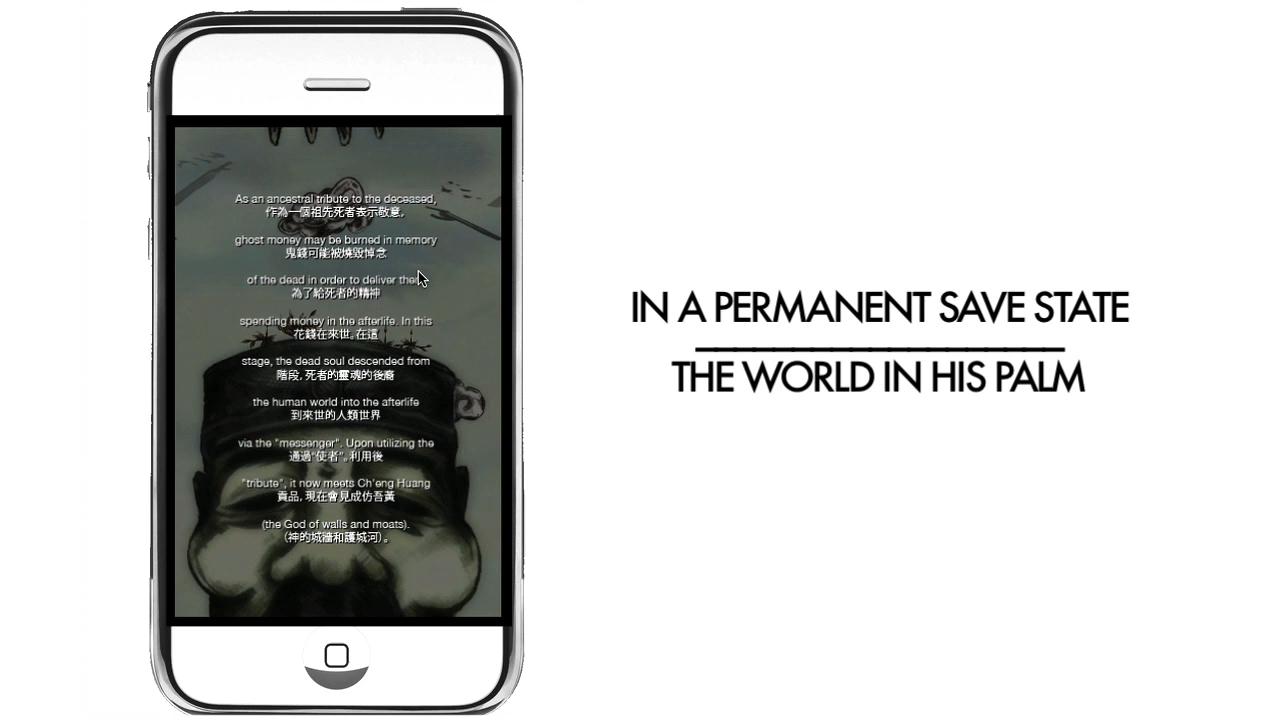 As an ancestral tribute to the deceased,
作為一個祖先死者表示敬意,
ghost money may be burned in memory
鬼錢可能被燒毀悼念
of the dead in order to deliver them
為了給死者的精神
spending money in the afterlife. In this
花錢在來世。在這
stage, the dead soul descended from
階段, 死者的靈魂的後裔
the human world into the afterlife
到來世的人類世界
via the "messenger". Upon utilizing the
通過“使者”。利用後
"tribute", it now meets Ch'eng Huang
貢品, 現在會見成仿吾黃
(the God of walls and moats).
(神的城牆和護城河)。
IN A PERMANENT SAVE STATE
THE WORLD IN HIS PALM